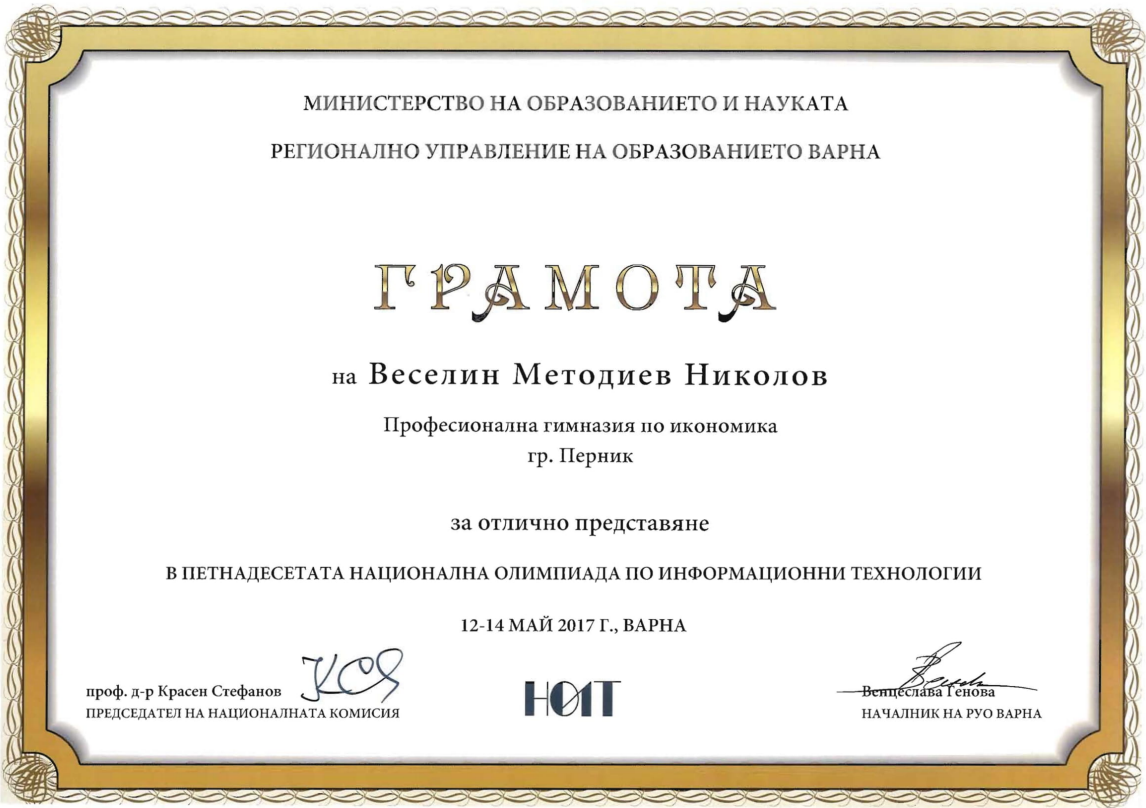 МИНИСТЕРСТВО НА ОБРАЗОВАНИЕТО И НАУКАТА
РЕГИОНАЛНО УПРАВЛЕНИЕ НА ОБРАЗОВАНИЕТО ВАРНА
ГРАМОТА
на Веселин Методиев Николов
Професионална гимназия по икономика
гр. Перник
за отлично представяне
В ПЕТНАДЕСЕТАТА НАЦИОНАЛНА ОЛИМПИАДА ПО ИНФОРМАЦИОННИ ТЕХНОЛОГИИ
12-14 МАЙ 2017 Г., ВАРНА
проф. д-р Красен Стефанов
ПРЕДСЕДАТЕЛ НА НАЦИОНАЛНАТА КОМИСИЯ
НОИТ
Венцеслава Генова
НАЧАЛНИК НА РУО ВАРНА